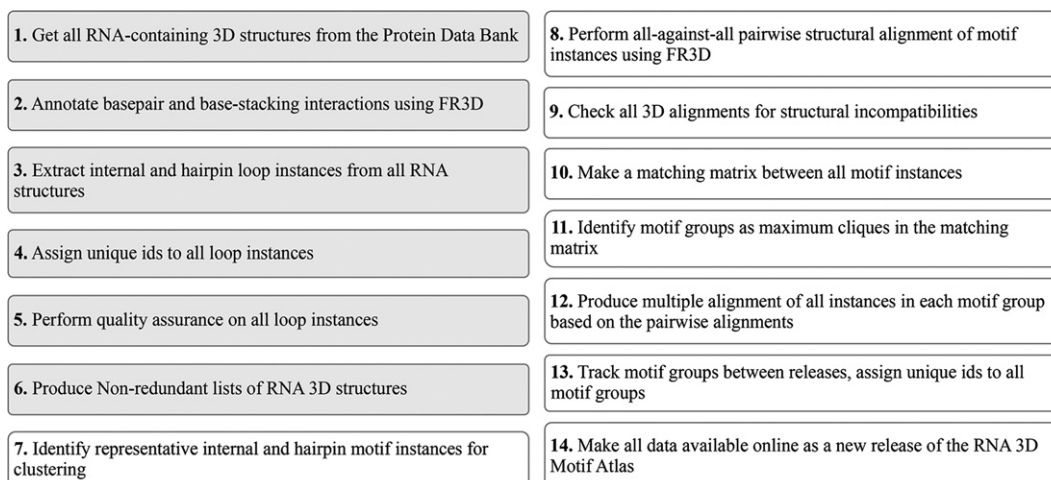 1. Get all RNA-containing 3D structures from the Protein Data Bank
2. Annotate basepair and base-stacking interactions using FR3D
3. Extract internal and hairpin loop instances from all RNA
structures
4. Assign unique ids to all loop instances
5. Perform quality assurance on all loop instances
6. Produce Non-redundant lists of RNA 3D structures
7. Identify representative internal and hairpin motif instances for
clustering
8. Perform all-against-all pairwise structural alignment of motif
instances using FR3D
9. Check all 3D alignments for structural incompatibilities
10. Make a matching matrix between all motif instances
11. Identify motif groups as maximum cliques in the matching
matrix
12. Produce multiple alignment of all instances in each motif group
based on the pairwise alignments
13. Track motif groups between releases, assign unique ids to all
motif groups
14. Make all data available online as a new release of the RNA 3D
Motif Atlas